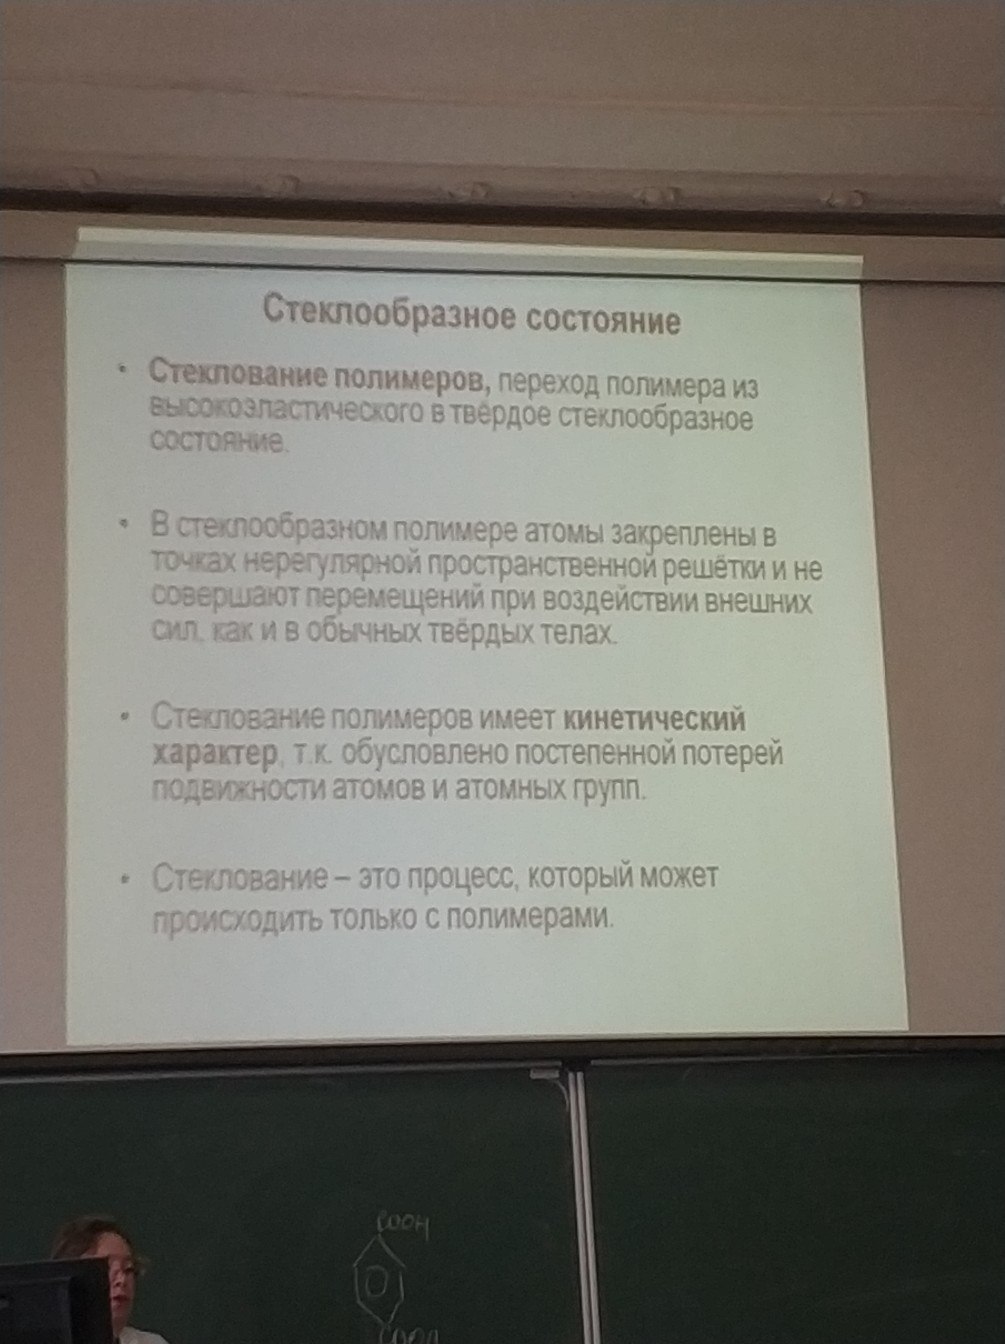 Стеклообразное состояние
• Стеклование полимеров, переход полимера из
высокоэластического в твёрдое стеклообразное
состояние.
• В стеклообразном полимере атомы закреплены в
точках нерегулярной пространственной решётки и не
совершают перемещений при воздействии внешних
сил, как и в обычных твёрдых телах.
• Стеклование полимеров имеет кинетический
характер, т.к. обусловлено постепенной потерей
подвижности атомов и атомных групп.
• Стеклование – это процесс, который может
происходить только с полимерами.
COOH